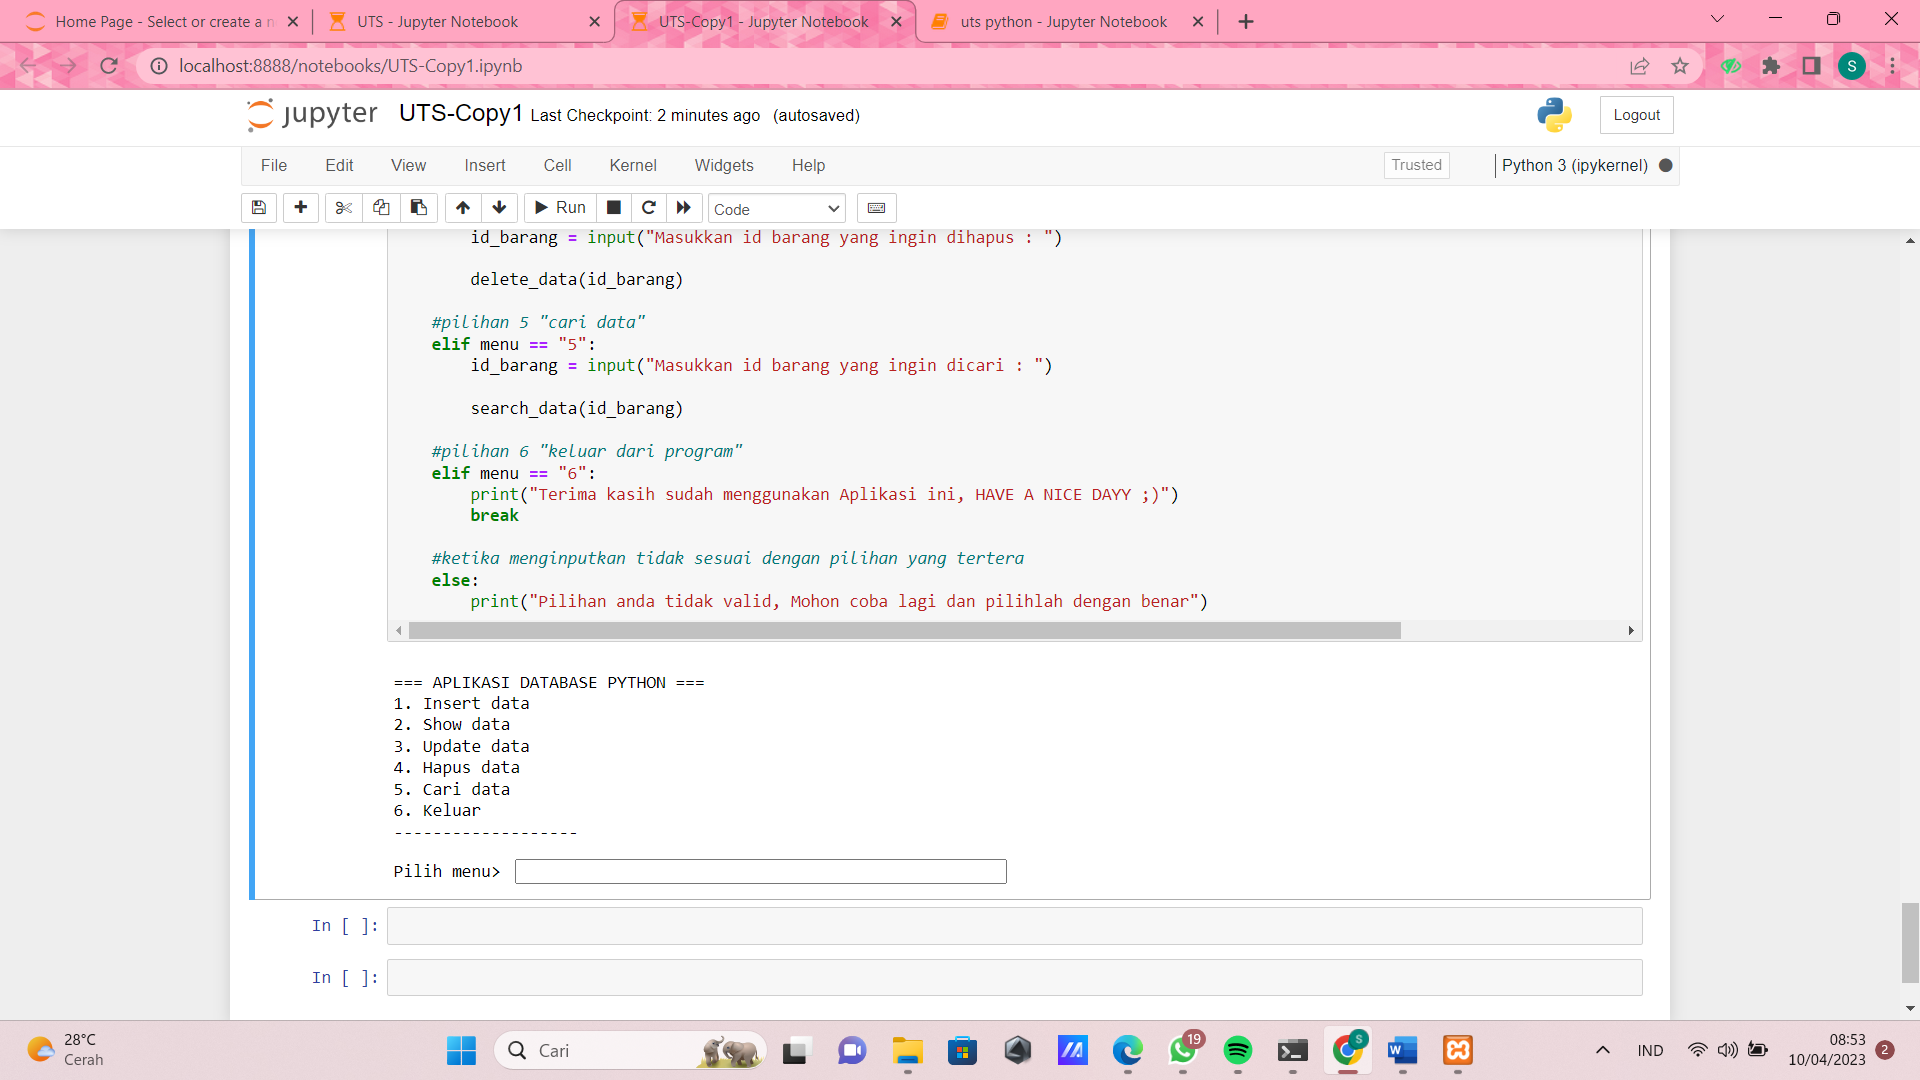 Home Page - Select or create a n
UTS - Jupyter Notebook
UTS-Copy1 - Jupyter Notebook
uts python - Jupyter Notebook
localhost:8888/notebooks/UTS-Copy1.ipynb
S
jupyter UTS-Copy1 Last Checkpoint: 2 minutes ago (autosaved)
Logout
File Edit View Insert Cell Kernel Widgets Help
Trusted
Python 3 (ipykernel)
Run
Code
id_barang = input("Masukkan id barang yang ingin dihapus : ")
delete_data(id_barang)
#pilihan 5 "cari data"
elif menu == "5":
id_barang = input("Masukkan id barang yang ingin dicari : ")
search_data(id_barang)
#pilihan 6 "keluar dari program"
elif menu == "6":
print("Terima kasih sudah menggunakan Aplikasi ini, HAVE A NICE DAYY ;)")
break
#ketika menginputkan tidak sesuai dengan pilihan yang tertera
else:
print("Pilihan anda tidak valid, Mohon coba lagi dan pilihlah dengan benar")
=== APLIKASI DATABASE PYTHON ===
1. Insert data
2. Show data
3. Update data
4. Hapus data
5. Cari data
6. Keluar
-------------------
Pilih menu>
In [ ]:
In [ ]:
28°C
Cerah
Cari
19
S
IND
08:53
10/04/2023
2